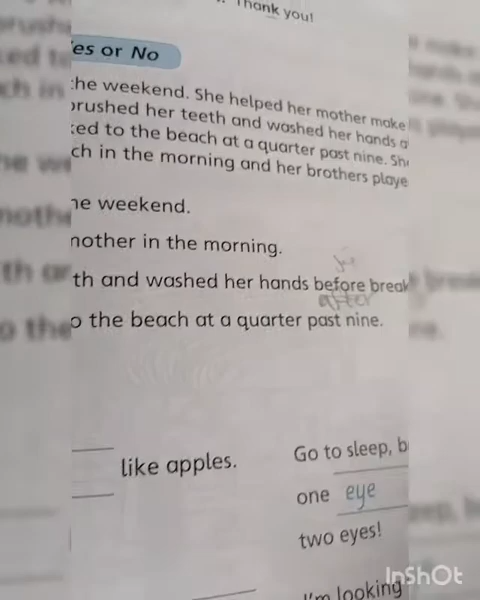 Thank you!
es or No
the weekend. She helped her mother make
brushed her teeth and washed her hands a
ked to the beach at a quarter past nine. She
ch in the morning and her brothers playe
he weekend.
mother in the morning.
th and washed her hands before break
after
o the beach at a quarter past nine.
like apples.
Go to sleep, b
one eye
two eyes!
I'm looking
InShOt